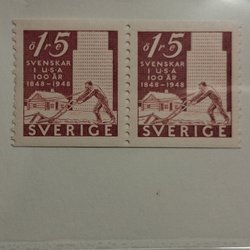 ö 15
SVENSKAR
I USA
100 ÅR
1848-1948
SVERIGE
ö 15
SVENSKAR
I USA
100 ÅR
1848-1948
SVERIGE